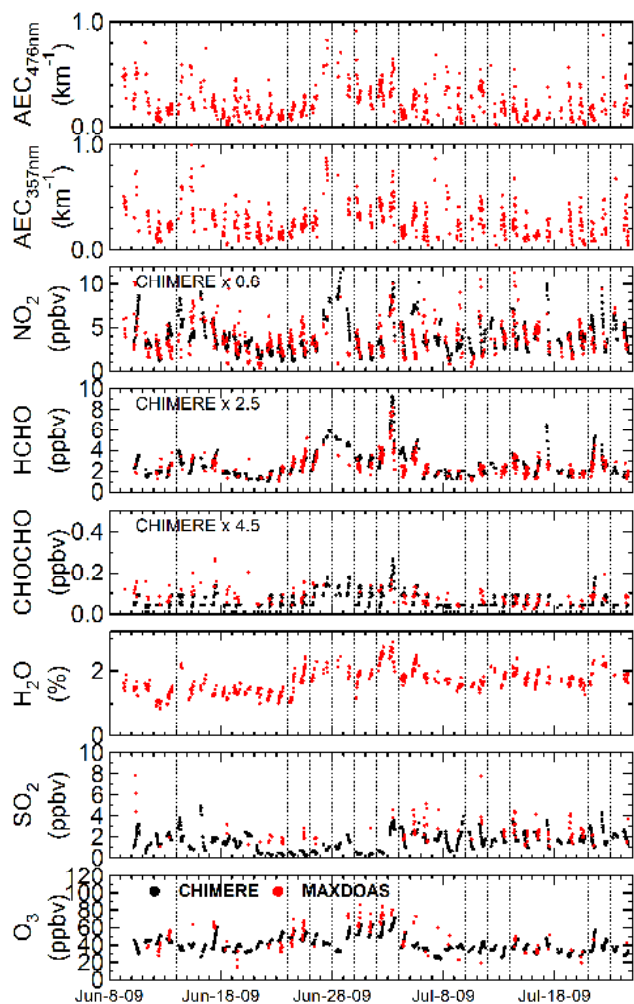 AEC476nm (km-1)
1.0
0.0
AEC357nm (km-1)
1.0
0.0
NO2 (ppbv)
CHIMERE x 0.6
10
5
0
HCHO (ppbv)
CHIMERE x 2.5
10
8
6
4
2
0
CHOCHO (ppbv)
CHIMERE x 4.5
0.4
0.2
0.0
H2O (%)
2
0
SO2 (ppbv)
10
8
6
4
2
0
O3 (ppbv)
CHIMERE MAXDOAS
120
100
80
60
40
20
0
Jun-8-09 Jun-18-09 Jun-28-09 Jul-8-09 Jul-18-09